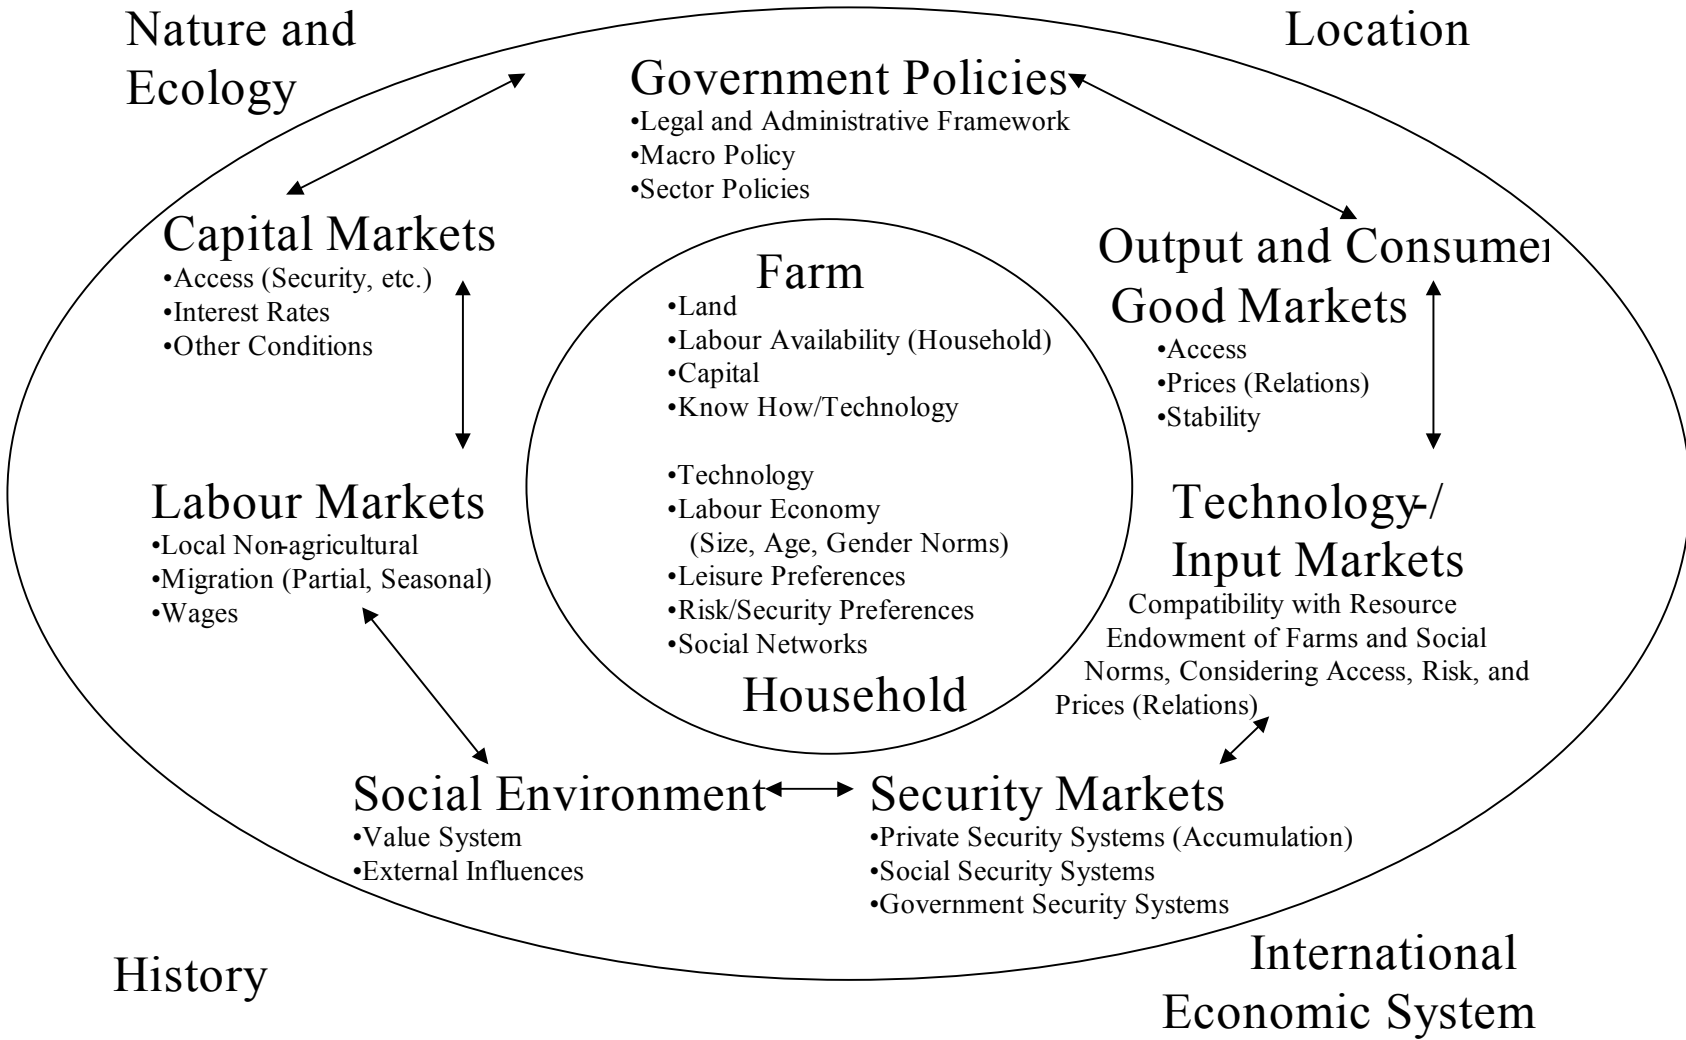 Nature and
Ecology
Location
Government Policies
•Legal and Administrative Framework
•Macro Policy
•Sector Policies
Capital Markets
•Access (Security, etc.)
•Interest Rates
•Other Conditions
Output and Consumer
Good Markets
•Access
•Prices (Relations)
•Stability
Farm
•Land
•Labour Availability (Household)
•Capital
•Know How/Technology
•Technology
•Labour Economy
(Size, Age, Gender Norms)
•Leisure Preferences
•Risk/Security Preferences
•Social Networks
Household
Labour Markets
•Local Non-agricultural
•Migration (Partial, Seasonal)
•Wages
Technology-/
Input Markets
Compatibility with Resource
Endowment of Farms and Social
Norms, Considering Access, Risk, and
Prices (Relations)
Social Environment
•Value System
•External Influences
Security Markets
•Private Security Systems (Accumulation)
•Social Security Systems
•Government Security Systems
History
International
Economic System